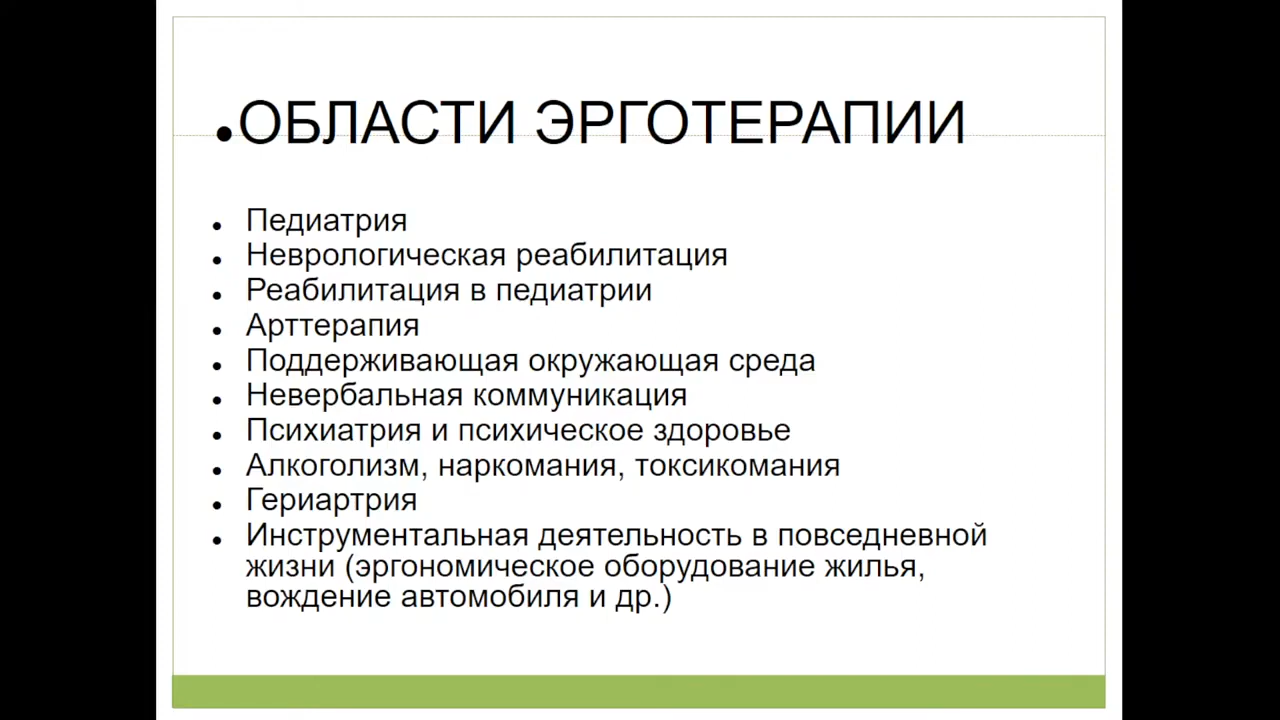 •ОБЛАСТИ ЭРГОТЕРАПИИ
• Педиатрия
• Неврологическая реабилитация
• Реабилитация в педиатрии
• Арттерапия
• Поддерживающая окружающая среда
• Невербальная коммуникация
• Психиатрия и психическое здоровье
• Алкоголизм, наркомания, токсикомания
• Гериартрия
• Инструментальная деятельность в повседневной
жизни (эргономическое оборудование жилья,
вождение автомобиля и др.)